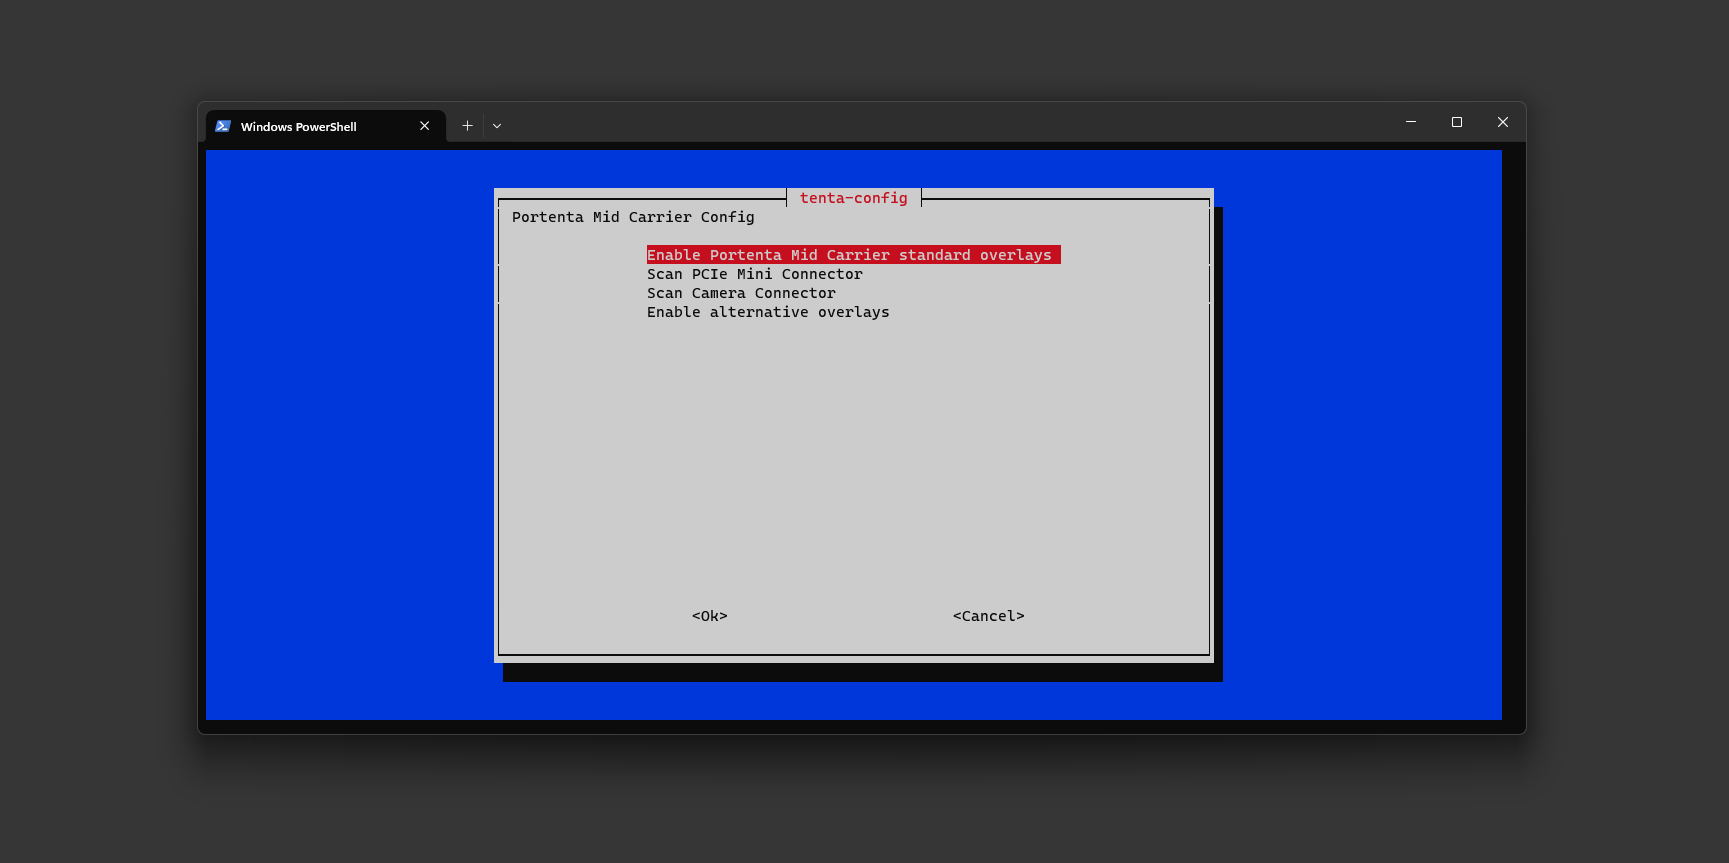 Windows PowerShell
tenta-config
Portenta Mid Carrier Config
Enable Portenta Mid Carrier standard overlays
Scan PCIe Mini Connector
Scan Camera Connector
Enable alternative overlays
<Ok> <Cancel>